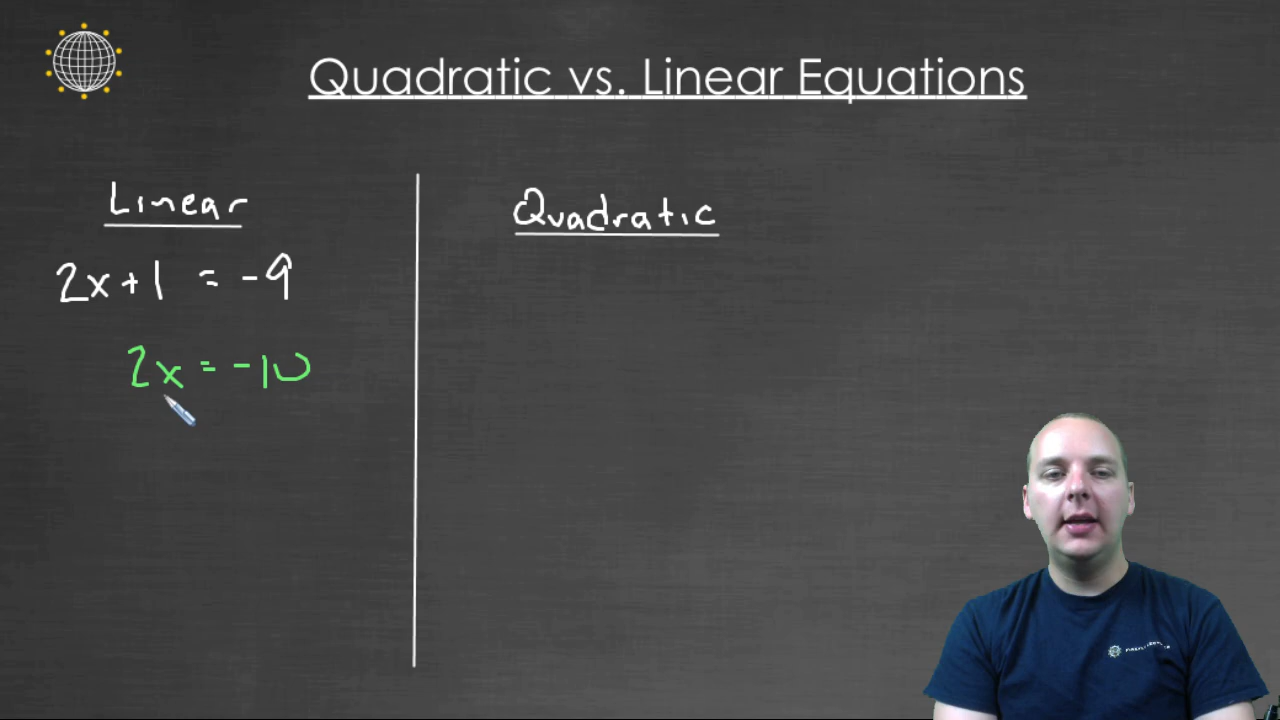 Quadratic vs. Linear Equations
Linear
2x+1 = -9
2x = -10
Quadratic